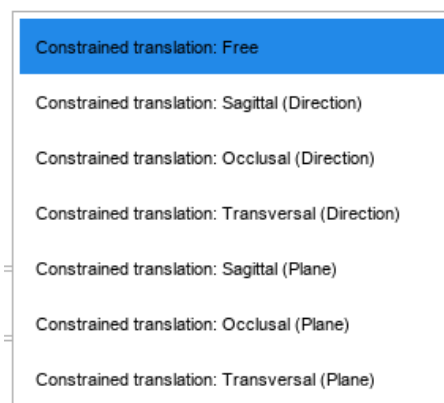 Constrained translation: Free
Constrained translation: Sagittal (Direction)
Constrained translation: Occlusal (Direction)
Constrained translation: Transversal (Direction)
Constrained translation: Sagittal (Plane)
Constrained translation: Occlusal (Plane)
Constrained translation: Transversal (Plane)